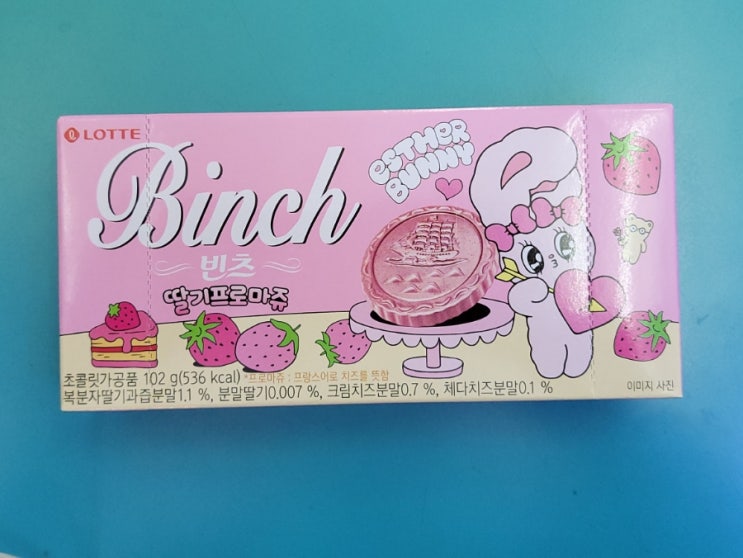 LOTTE
ESTHER
BUNNY
Binch
빈츠
딸기프로마쥬
초콜릿가공품 102 g(536 kcal) *프로마쥬 : 프랑스어로 치즈를 뜻함
복분자딸기과즙분말1.1 %, 분말딸기0.007 %, 크림치즈분말0.7 %, 체다치즈분말0.1 %
이미지 사진